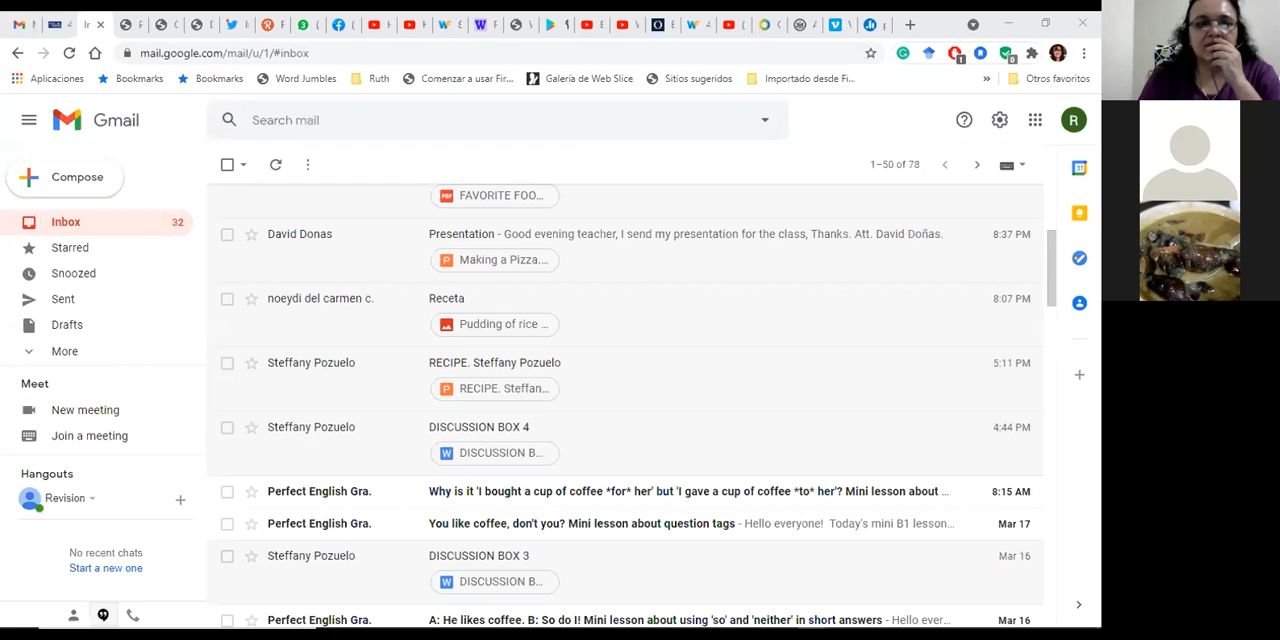 Ir
mail.google.com/mail/u/1/#inbox
Aplicaciones Bookmarks Bookmarks Word Jumbles Ruth Comenzar a usar Fir... Galería de Web Slice Sitios sugeridos Importado desde Fi... » Otros favoritos
Gmail Search mail R
Compose 1–50 of 78
FAVORITE FOO...
Inbox 32
David Donas Presentation - Good evening teacher, I send my presentation for the class, Thanks. Att. David Doñas. 8:37 PM
Starred
Making a Pizza....
Snoozed
Sent
noeydi del carmen c. Receta 8:07 PM
Drafts
Pudding of rice ...
More
Steffany Pozuelo RECIPE. Steffany Pozuelo 5:11 PM
Meet
RECIPE. Steffan...
New meeting
Steffany Pozuelo DISCUSSION BOX 4 4:44 PM
Join a meeting
DISCUSSION B...
Hangouts
Perfect English Gra. Why is it 'I bought a cup of coffee *for* her' but 'I gave a cup of coffee *to* her'? Mini lesson about ... 8:15 AM
Revision
Perfect English Gra. You like coffee, don't you? Mini lesson about question tags - Hello everyone! Today's mini B1 lesson... Mar 17
No recent chats
Steffany Pozuelo DISCUSSION BOX 3 Mar 16
Start a new one
DISCUSSION B...
Perfect English Gra. A: He likes coffee. B: So do I! Mini lesson about using 'so' and 'neither' in short answers - Hello ever... Mar 16